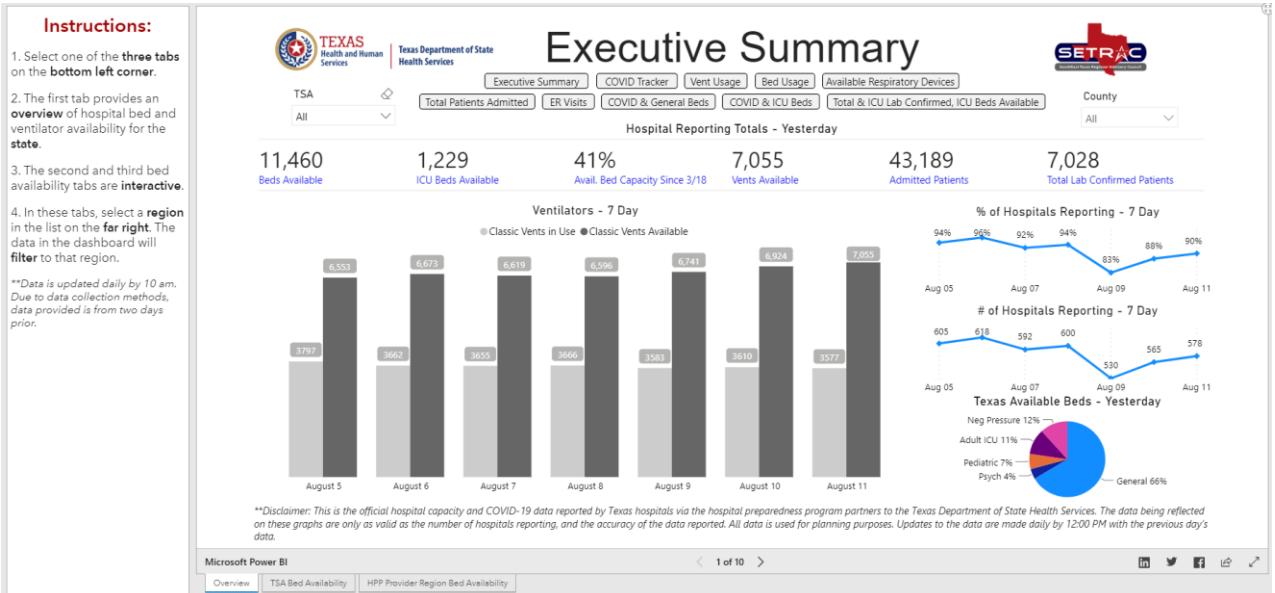 Instructions:
1. Select one of the three tabs
on the bottom left corner.
2. The first tab provides an
overview of hospital bed and
ventilator availability for the
state.
3. The second and third bed
availability tabs are interactive.
4. In these tabs, select a region
in the list on the far right. The
data in the dashboard will
filter to that region.
**Data is updated daily by 10 am.
Due to data collection methods,
data provided is from two days
prior.
TEXAS
Health and Human
Services
Texas Department of State
Health Services
Executive Summary
SETRAC
Executive Summary
COVID Tracker
Vent Usage
Bed Usage
Available Respiratory Devices
Total Patients Admitted
ER Visits
COVID & General Beds
COVID & ICU Beds
Total & ICU Lab Confirmed, ICU Beds Available
TSA
All
County
All
Hospital Reporting Totals - Yesterday
11,460
Beds Available
1,229
ICU Beds Available
41%
Avail. Bed Capacity Since 3/18
7,055
Vents Available
43,189
Admitted Patients
7,028
Total Lab Confirmed Patients
Ventilators - 7 Day
Classic Vents in Use
Classic Vents Available
3797
6,553
3662
6,673
3655
6,619
3666
6,596
3583
6,741
3610
6,924
3577
7,055
August 5
August 6
August 7
August 8
August 9
August 10
August 11
% of Hospitals Reporting - 7 Day
94%
96%
92%
94%
83%
88%
90%
Aug 05
Aug 07
Aug 09
Aug 11
# of Hospitals Reporting - 7 Day
605
618
592
600
530
565
578
Aug 05
Aug 07
Aug 09
Aug 11
Texas Available Beds - Yesterday
Neg Pressure 12%
Adult ICU 11%
Pediatric 7%
Psych 4%
General 66%
**Disclaimer: This is the official hospital capacity and COVID-19 data reported by Texas hospitals via the hospital preparedness program partners to the Texas Department of State Health Services. The data being reflected
on these graphs are only as valid as the number of hospitals reporting, and the accuracy of the data reported. All data is used for planning purposes. Updates to the data are made daily by 12:00 PM with the previous day's
data.
Microsoft Power BI
1 of 10
Overview
TSA Bed Availability
HPP Provider Region Bed Availability